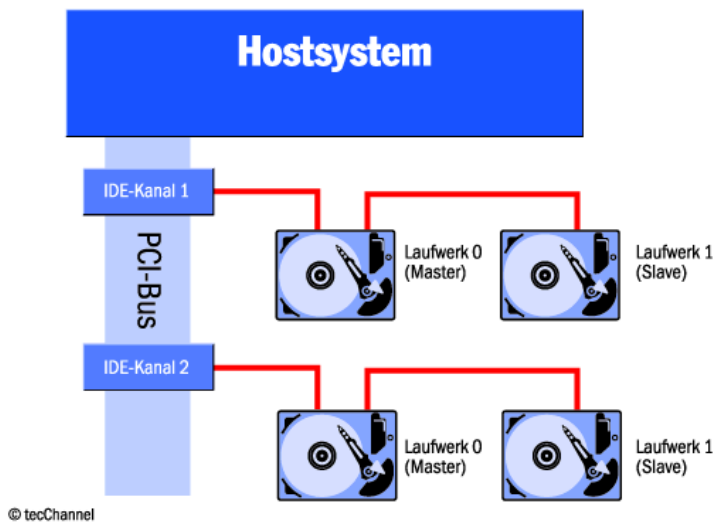 Hostsystem
IDE-Kanal 1
Laufwerk 0
(Master)
Laufwerk 1
(Slave)
PCI-Bus
IDE-Kanal 2
Laufwerk 0
(Master)
Laufwerk 1
(Slave)
© tecChannel